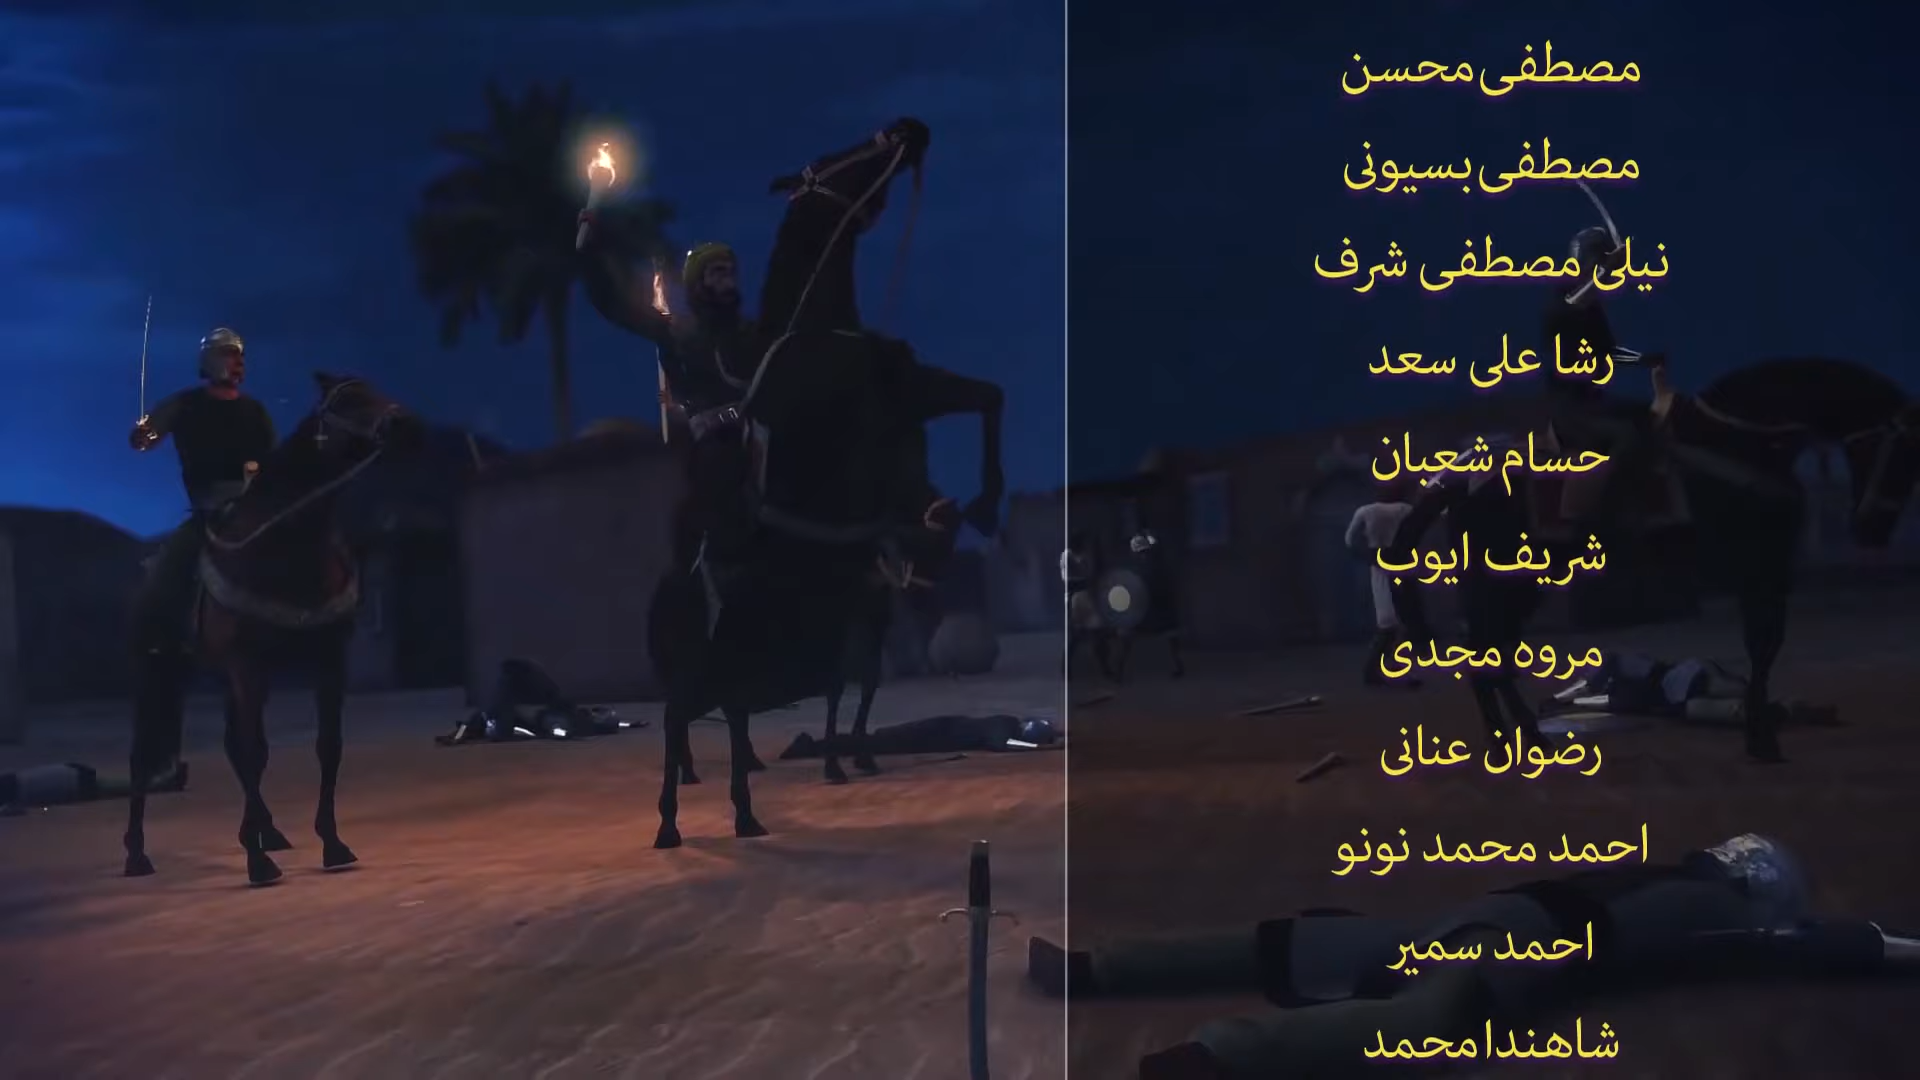 مصطفى محسن
مصطفى بسيونى
نيلى مصطفى شرف
رشا على سعد
حسام شعبان
شريف ايوب
مروه مجدى
رضوان عنانى
احمد محمد نونو
احمد سمير
شاهندا محمد